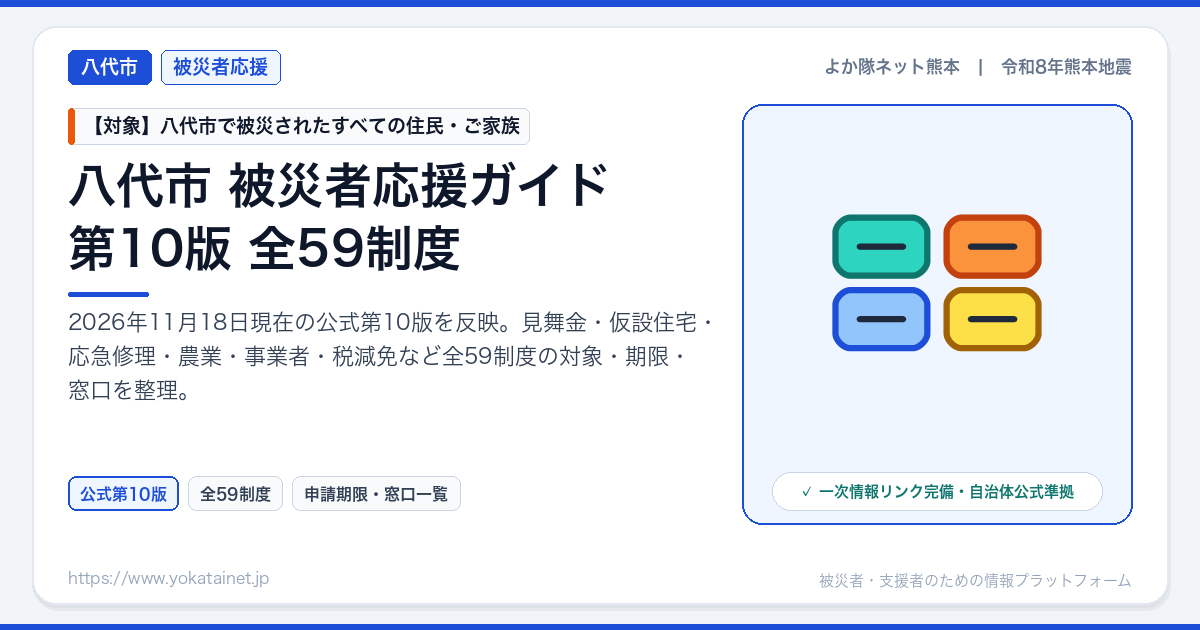 八代市
被災者応援
よか隊ネット熊本 | 令和8年熊本地震
【対象】八代市で被災されたすべての住民・ご家族
八代市 被災者応援ガイド
第10版 全59制度
2026年11月18日現在の公式第10版を反映。見舞金・仮設住宅・
応急修理・農業・事業者・税減免など全59制度の対象・期限・
窓口を整理。
公式第10版
全59制度
申請期限・窓口一覧
✓ 一次情報リンク完備・自治体公式準拠
https://www.yokatainet.jp
被災者・支援者のための情報プラットフォーム